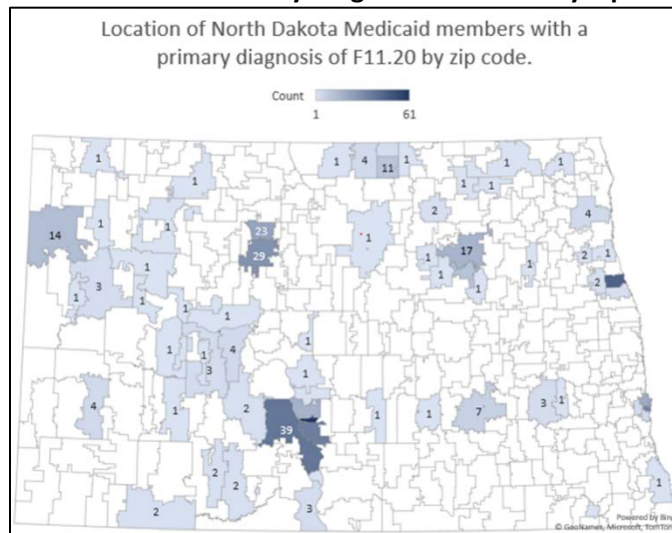 Location of North Dakota Medicaid members with a
primary diagnosis of F11.20 by zip code.
Count
1 61
1 1 1 4 11 1 1 1
1 1 1
14 1 1 23 2 4
29 1 1 17 1 2 1
3 1 1 1 2
1 1 1
1 1
1 1 4 1
3 1
4 1 2 39 1 1 7 3 1
2 2 1
2 3
Powered by Bing
© GeoNames, Microsoft, TomTom